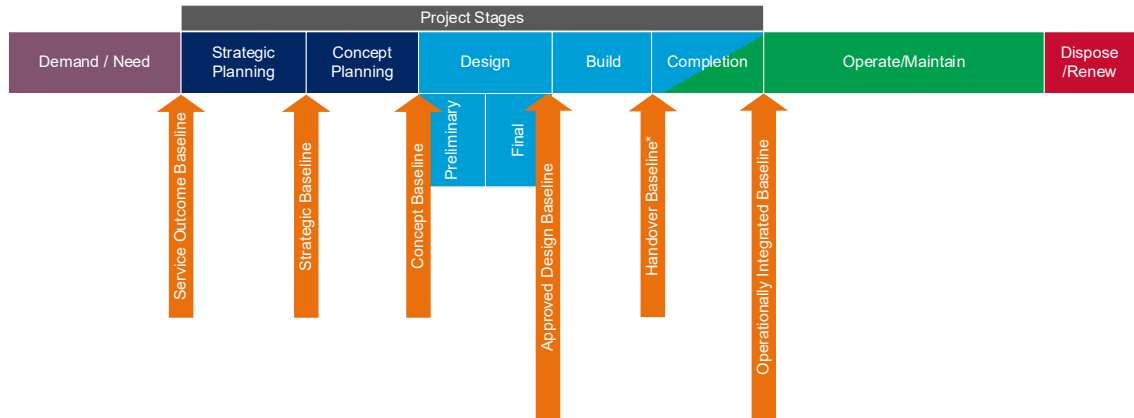 Project Stages
Demand / Need
Strategic
Planning
Concept
Planning
Design
Build
Completion
Operate/Maintain
Dispose
/Renew
Preliminary
Final
Service Outcome Baseline
Strategic Baseline
Concept Baseline
Approved Design Baseline
Handover Baseline*
Operationally Integrated Baseline